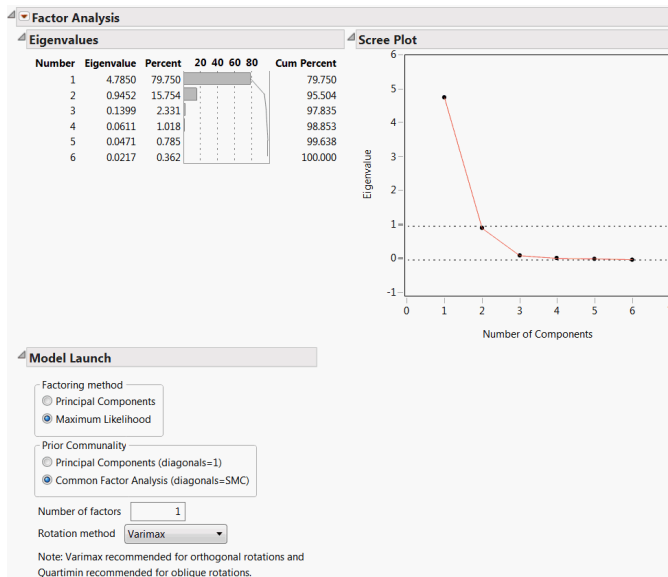 Factor Analysis
Eigenvalues
Number Eigenvalue Percent 20 40 60 80 Cum Percent
1 4.7850 79.750 79.750
2 0.9452 15.754 95.504
3 0.1399 2.331 97.835
4 0.0611 1.018 98.853
5 0.0471 0.785 99.638
6 0.0217 0.362 100.000
Scree Plot
6
5
4
3
2
1
0
-1
Eigenvalue
0 1 2 3 4 5 6
Number of Components
Model Launch
Factoring method
Principal Components
Maximum Likelihood
Prior Communality
Principal Components (diagonals=1)
Common Factor Analysis (diagonals=SMC)
Number of factors 1
Rotation method Varimax
Note: Varimax recommended for orthogonal rotations and
Quartimin recommended for oblique rotations.